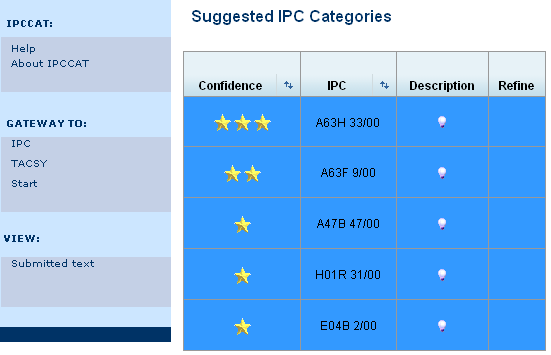 IPCCAT:
Help
About IPCCAT
GATEWAY TO:
IPC
TACSY
Start
VIEW:
Submitted text
Suggested IPC Categories
Confidence IPC Description Refine
A63H 33/00
A63F 9/00
A47B 47/00
H01R 31/00
E04B 2/00